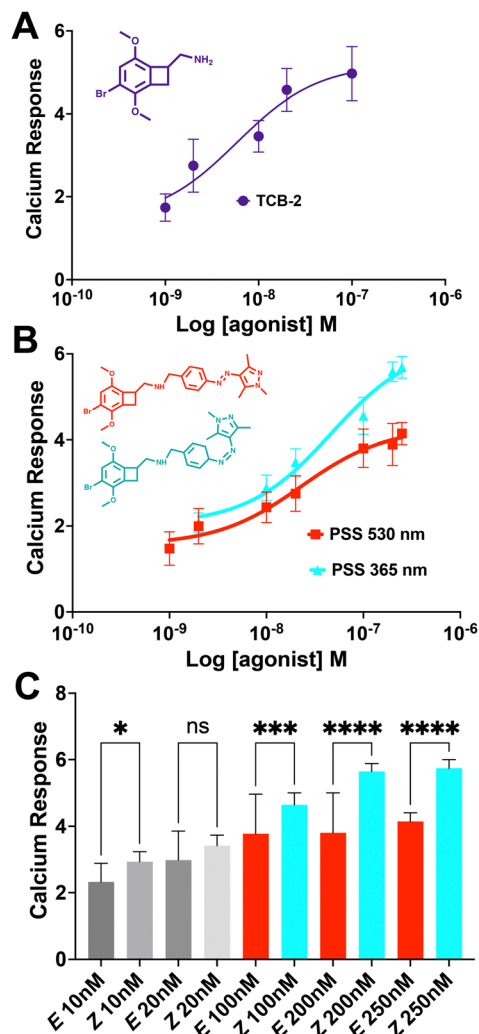 A
6
4
2
0
Calcium Response
O
NH2
Br
O
TCB-2
10-10
10-9
10-8
10-7
10-6
Log [agonist] M
B
6
4
2
0
Calcium Response
O
NH
N
N
N
N
Br
O
N
N
O
NH
N
N
Br
O
PSS 530 nm
PSS 365 nm
10-10
10-9
10-8
10-7
10-6
Log [agonist] M
C
8
6
4
2
0
Calcium Response
*
ns
***
****
****
E 10nM
Z 10nM
E 20nM
Z 20nM
E 100nM
Z 100nM
E 200nM
Z 200nM
E 250nM
Z 250nM